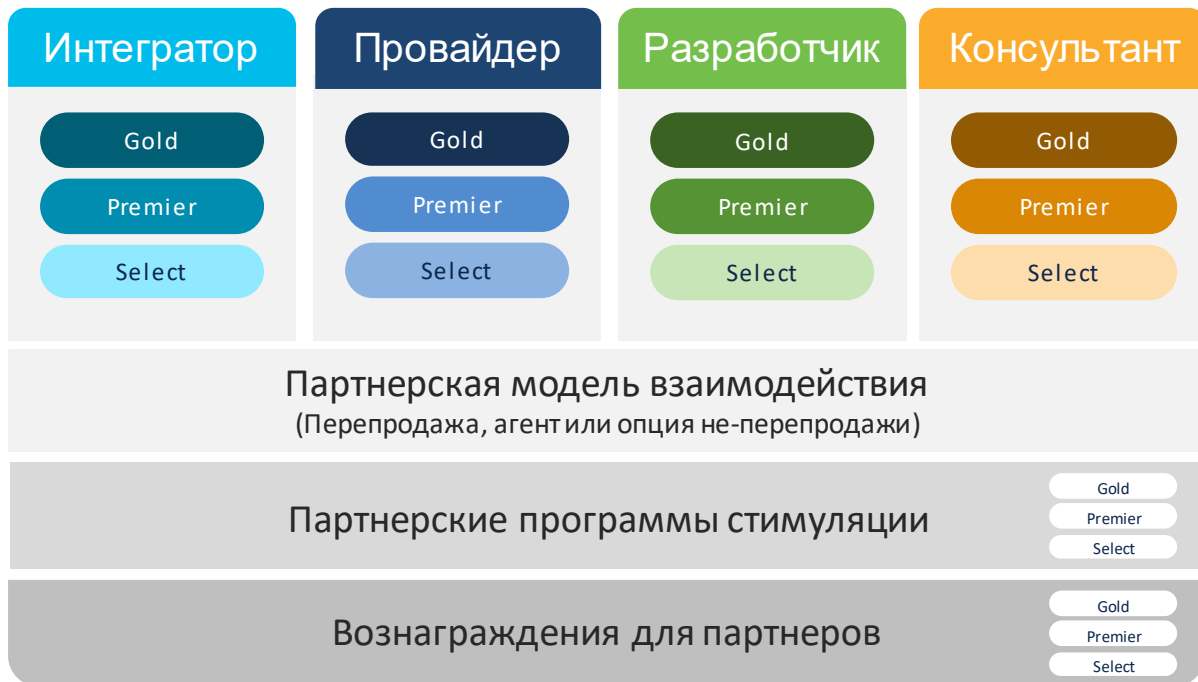 Интегратор
Gold
Premier
Select
Провайдер
Gold
Premier
Select
Разработчик
Gold
Premier
Select
Консультант
Gold
Premier
Select
Партнерская модель взаимодействия
(Перепродажа, агент или опция не-перепродажи)
Партнерские программы стимуляции
Gold
Premier
Select
Вознаграждения для партнеров
Gold
Premier
Select